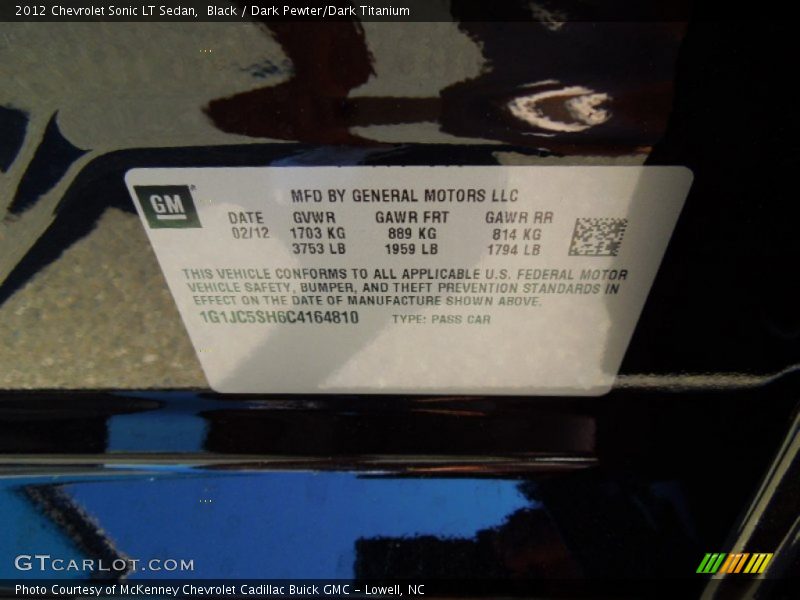 2012 Chevrolet Sonic LT Sedan,  Black / Dark Pewter/Dark Titanium
GM
MFD BY GENERAL MOTORS LLC
DATE GVWR GAWR FRT GAWR RR
02/12 1703 KG 889 KG 814 KG
3753 LB 1959 LB 1794 LB
THIS VEHICLE CONFORMS TO ALL APPLICABLE U.S. FEDERAL MOTOR
VEHICLE SAFETY, BUMPER, AND THEFT PREVENTION STANDARDS IN
EFFECT ON THE DATE OF MANUFACTURE SHOWN ABOVE.
1G1JC5SH6C4164810 TYPE: PASS CAR
GTCARLOT.COM
Photo Courtesy of McKenney Chevrolet Cadillac Buick GMC - Lowell, NC